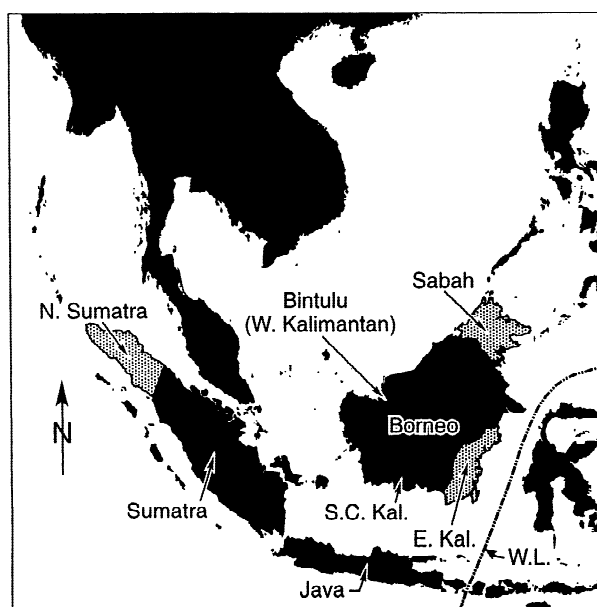 Sabah
N. Sumatra
Bintulu
(W. Kalimantan)
N
Borneo
Sumatra
S.C. Kal.
E. Kal.
W.L.
Java